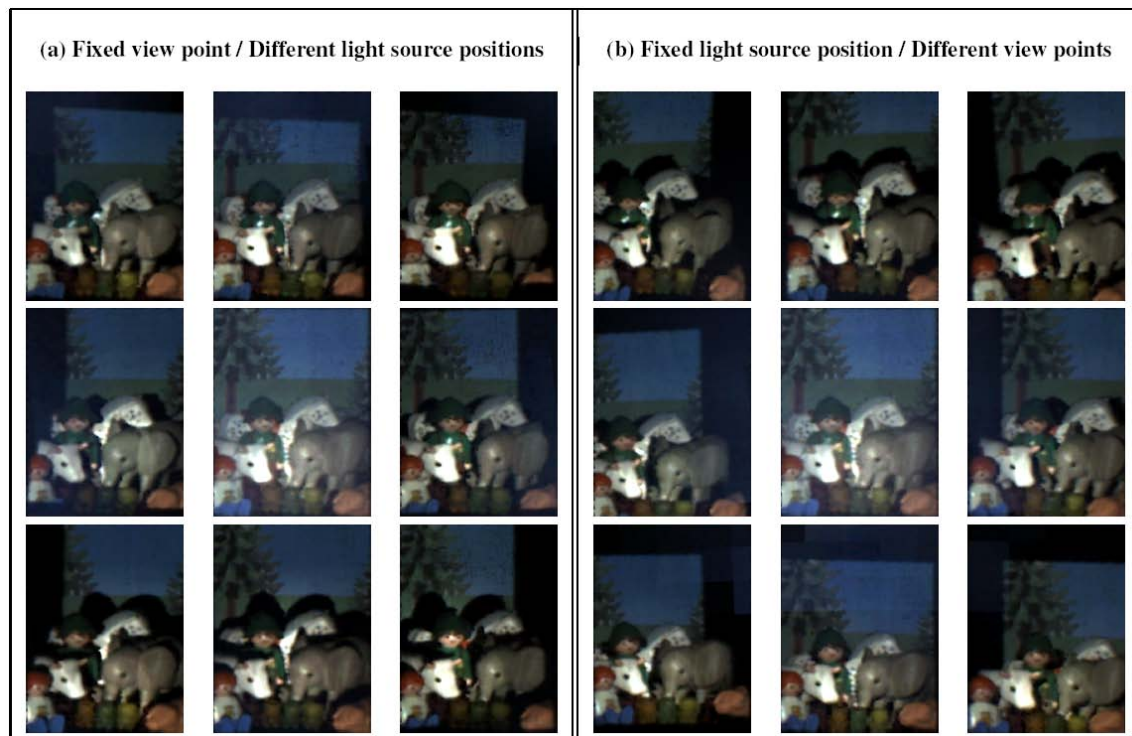 (a) Fixed view point / Different light source positions
(b) Fixed light source position / Different view points